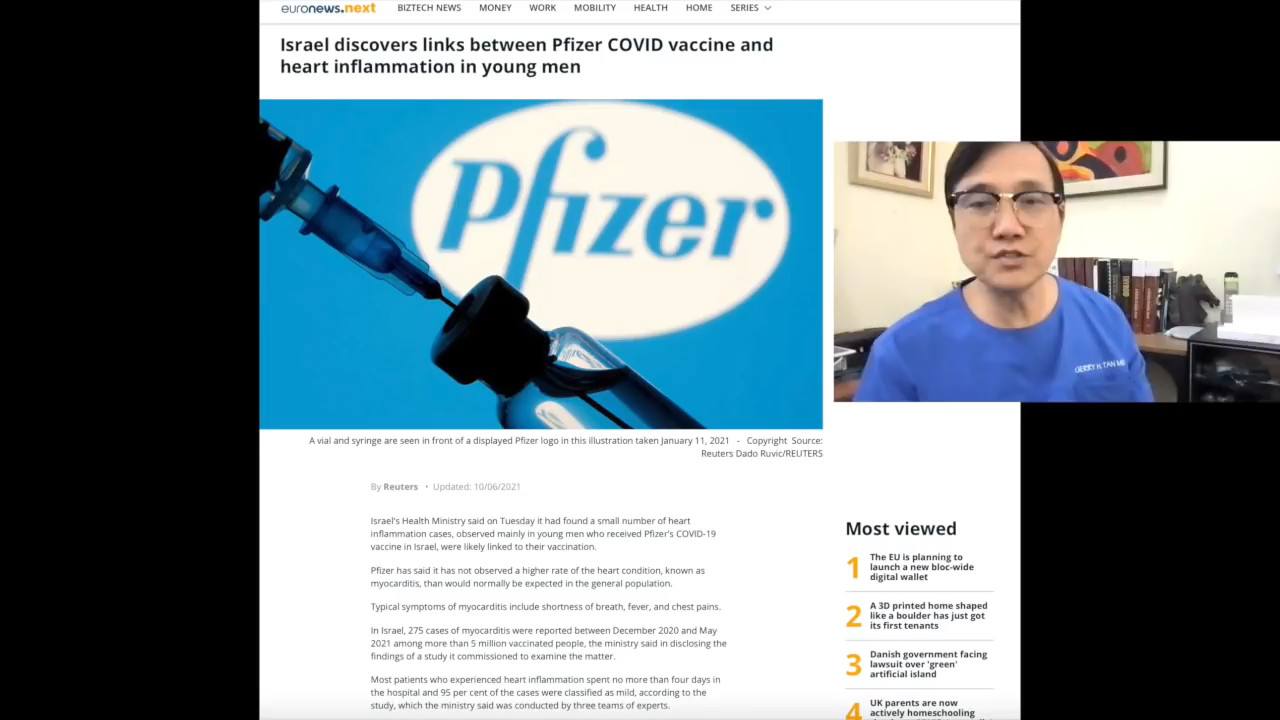 euronews.next BIZTECH NEWS MONEY WORK MOBILITY HEALTH HOME SERIES
Israel discovers links between Pfizer COVID vaccine and
heart inflammation in young men
Pfizer
GERRY H. TAN MD
A vial and syringe are seen in front of a displayed Pfizer logo in this illustration taken January 11, 2021 - Copyright Source:
Reuters Dado Ruvic/REUTERS
By Reuters • Updated: 10/06/2021
Israel's Health Ministry said on Tuesday it had found a small number of heart
inflammation cases, observed mainly in young men who received Pfizer's COVID-19
vaccine in Israel, were likely linked to their vaccination.
Pfizer has said it has not observed a higher rate of the heart condition, known as
myocarditis, than would normally be expected in the general population.
Typical symptoms of myocarditis include shortness of breath, fever, and chest pains.
In Israel, 275 cases of myocarditis were reported between December 2020 and May
2021 among more than 5 million vaccinated people, the ministry said in disclosing the
findings of a study it commissioned to examine the matter.
Most patients who experienced heart inflammation spent no more than four days in
the hospital and 95 per cent of the cases were classified as mild, according to the
study, which the ministry said was conducted by three teams of experts.
Most viewed
1 The EU is planning to
launch a new bloc-wide
digital wallet
2 A 3D printed home shaped
like a boulder has just got
its first tenants
3 Danish government facing
lawsuit over 'green'
artificial island
4 UK parents are now
actively homeschooling